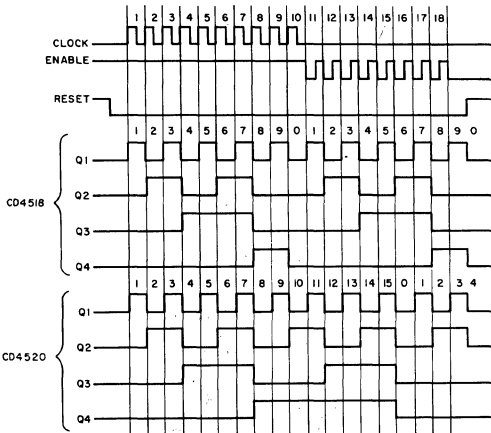 1 2 3 4 5 6 7 8 9 10 11 12 13 14 15 16 17 18
CLOCK
ENABLE
RESET
1 2 3 4 5 6 7 8 9 0 1 2 3 4 5 6 7 8 9 0
Q1
Q2
CD4518
Q3
Q4
1 2 3 4 5 6 7 8 9 10 11 12 13 14 15 0 1 2 3 4
Q1
Q2
CD4520
Q3
Q4